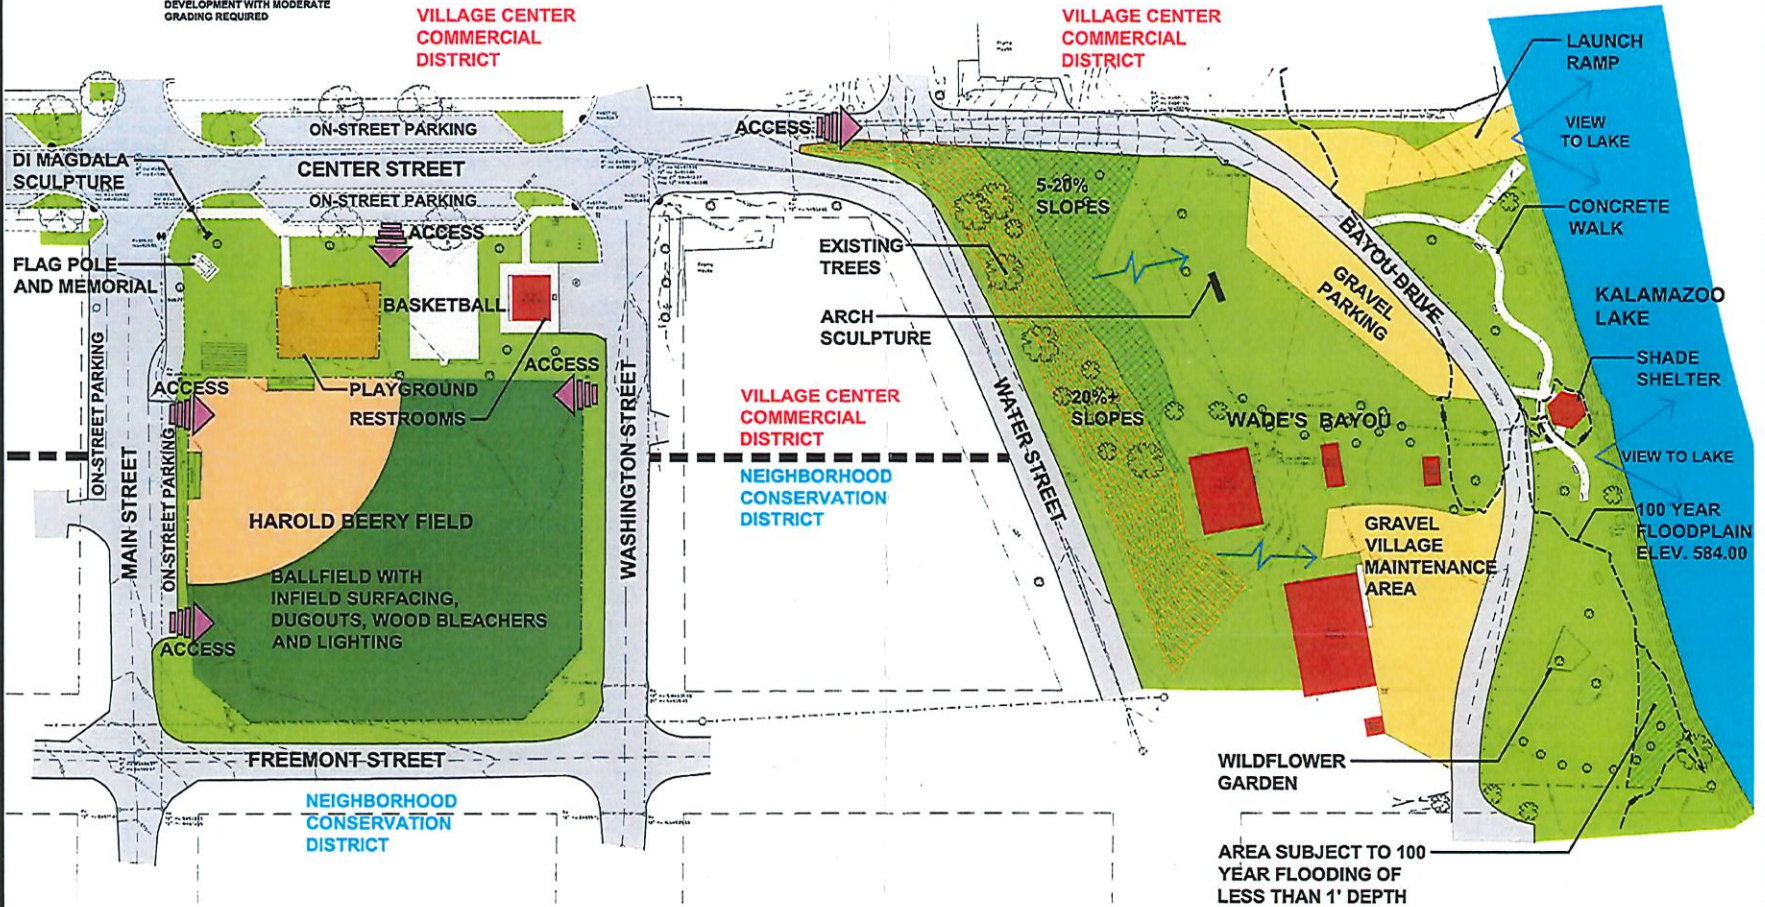 DEVELOPMENT WITH MODERATE
GRADING REQUIRED
VILLAGE CENTER
COMMERCIAL
DISTRICT
VILLAGE CENTER
COMMERCIAL
DISTRICT
LAUNCH
RAMP
VIEW
TO LAKE
ON-STREET PARKING
CENTER STREET
ON-STREET PARKING
ACCESS
DI MAGDALA
SCULPTURE
FLAG POLE
AND MEMORIAL
ACCESS
BASKETBALL
5-20%
SLOPES
EXISTING
TREES
ARCH
SCULPTURE
BAYOU DRIVE
GRAVEL
PARKING
CONCRETE
WALK
KALAMAZOO
LAKE
SHADE
SHELTER
ON-STREET PARKING
ACCESS
PLAYGROUND
RESTROOMS
ACCESS
VILLAGE CENTER
COMMERCIAL
DISTRICT
NEIGHBORHOOD
CONSERVATION
DISTRICT
WATER STREET
20%+
SLOPES
WADE'S BAYOU
VIEW TO LAKE
100 YEAR
FLOODPLAIN
ELEV. 584.00
MAIN STREET
ON-STREET PARKING
HAROLD BEERY FIELD
WASHINGTON STREET
GRAVEL
VILLAGE
MAINTENANCE
AREA
BALLFIELD WITH
INFIELD SURFACING,
DUGOUTS, WOOD BLEACHERS
AND LIGHTING
ACCESS
FREEMONT STREET
NEIGHBORHOOD
CONSERVATION
DISTRICT
WILDFLOWER
GARDEN
AREA SUBJECT TO 100
YEAR FLOODING OF
LESS THAN 1' DEPTH